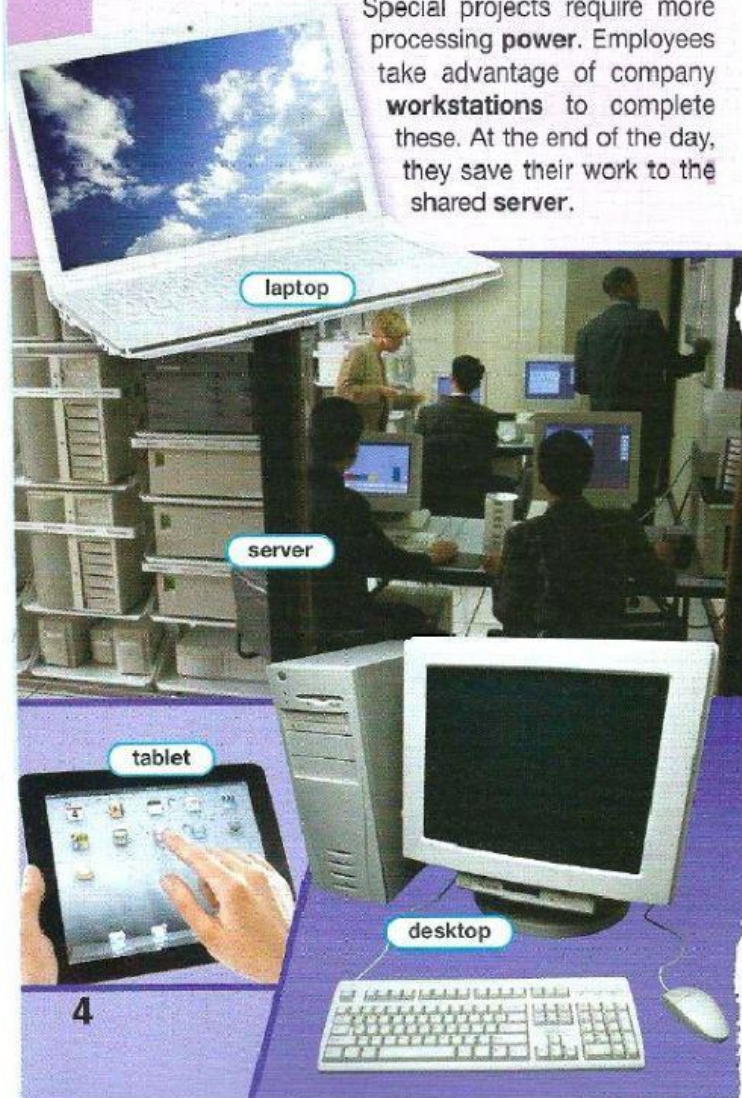 Special projects require more
processing power. Employees
take advantage of company
workstations to complete
these. At the end of the day,
they save their work to the
shared server.
laptop
server
tablet
desktop
4